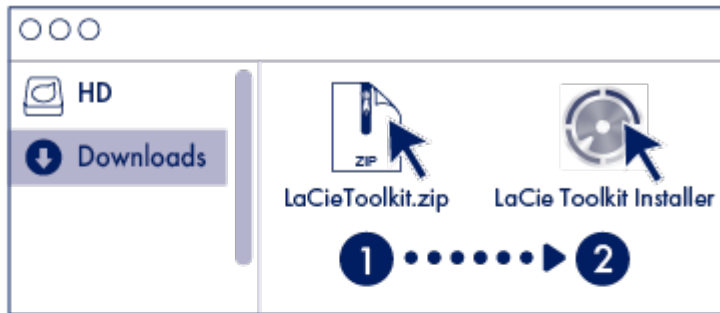 HD
Downloads
ZIP
LaCieToolkit.zip
LaCie Toolkit Installer
1
2